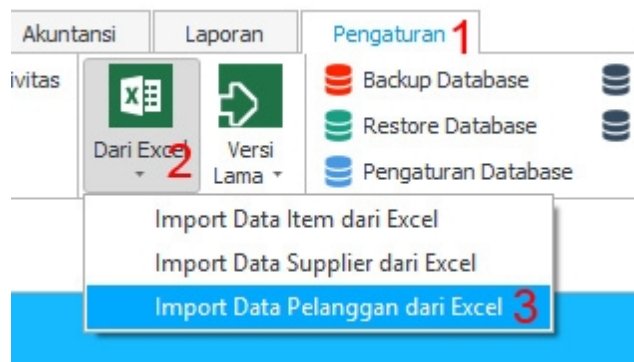 Akuntansi Laporan Pengaturan 1
ivitas
Dari Excel 2
Versi
Lama
Backup Database
Restore Database
Pengaturan Database
Import Data Item dari Excel
Import Data Supplier dari Excel
Import Data Pelanggan dari Excel 3